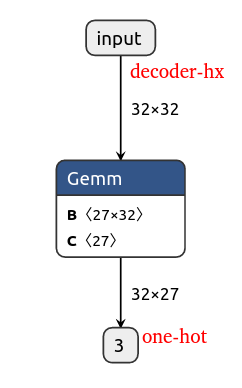 input
decoder-hx
32×32
Gemm
B〈27×32〉
C〈27〉
32×27
3
one-hot